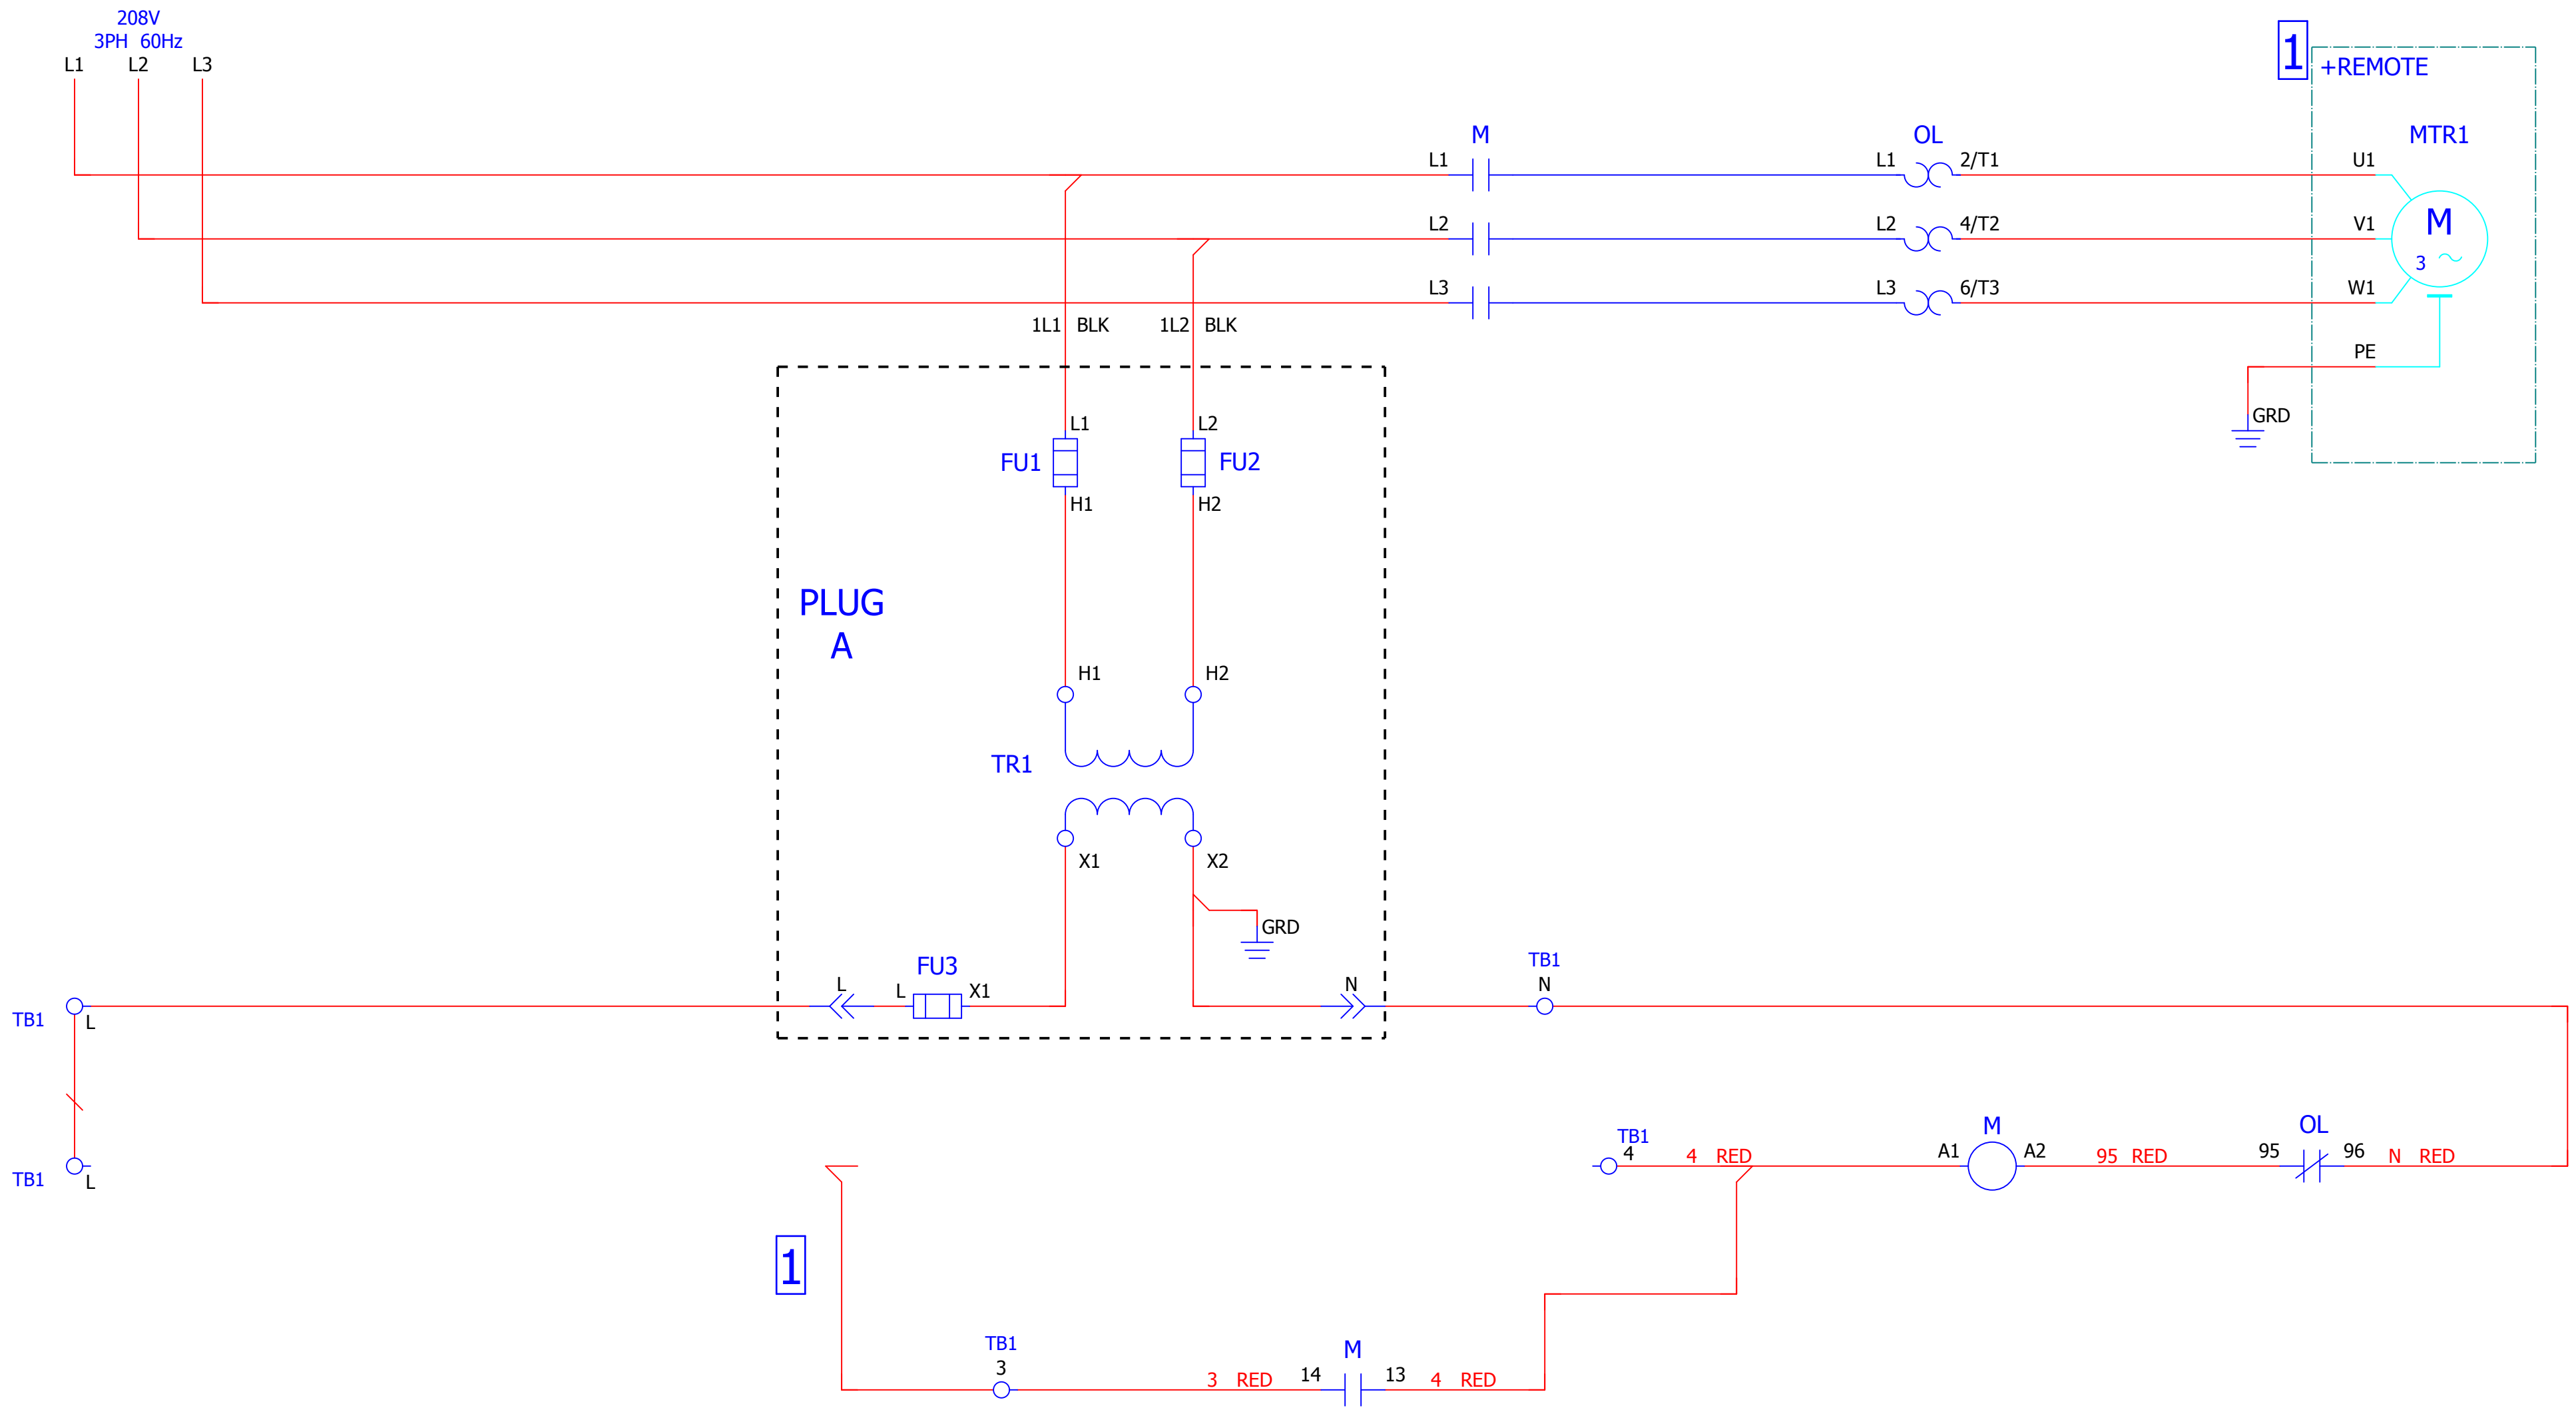 208V
3PH 60Hz
L1 L2 L3
1
+REMOTE
M OL MTR1
L1 L1 2/T1 U1
L2 L2 4/T2 V1
M
3
L3 L3 6/T3 W1
1L1 BLK 1L2 BLK
PE
GRD
L1 L2
FU1 FU2
H1 H2
PLUG
A
H1 H2
TR1
X1 X2
GRD
FU3
L L X1 N
TB1
N
TB1 L
TB1
4
4 RED
M
A1 A2
95 RED
OL
95 96
N RED
TB1 L
1
TB1
3
3 RED
M
14 13
4 RED